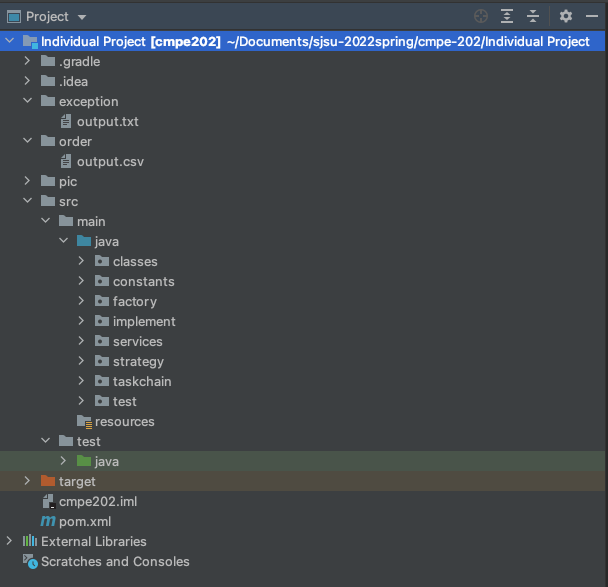 Project
Individual Project [cmpe202] ~/Documents/sjsu-2022spring/cmpe-202/Individual Project
.gradle
.idea
exception
output.txt
order
output.csv
pic
src
main
java
classes
constants
factory
implement
services
strategy
taskchain
test
resources
test
java
target
cmpe202.iml
m pom.xml
External Libraries
Scratches and Consoles